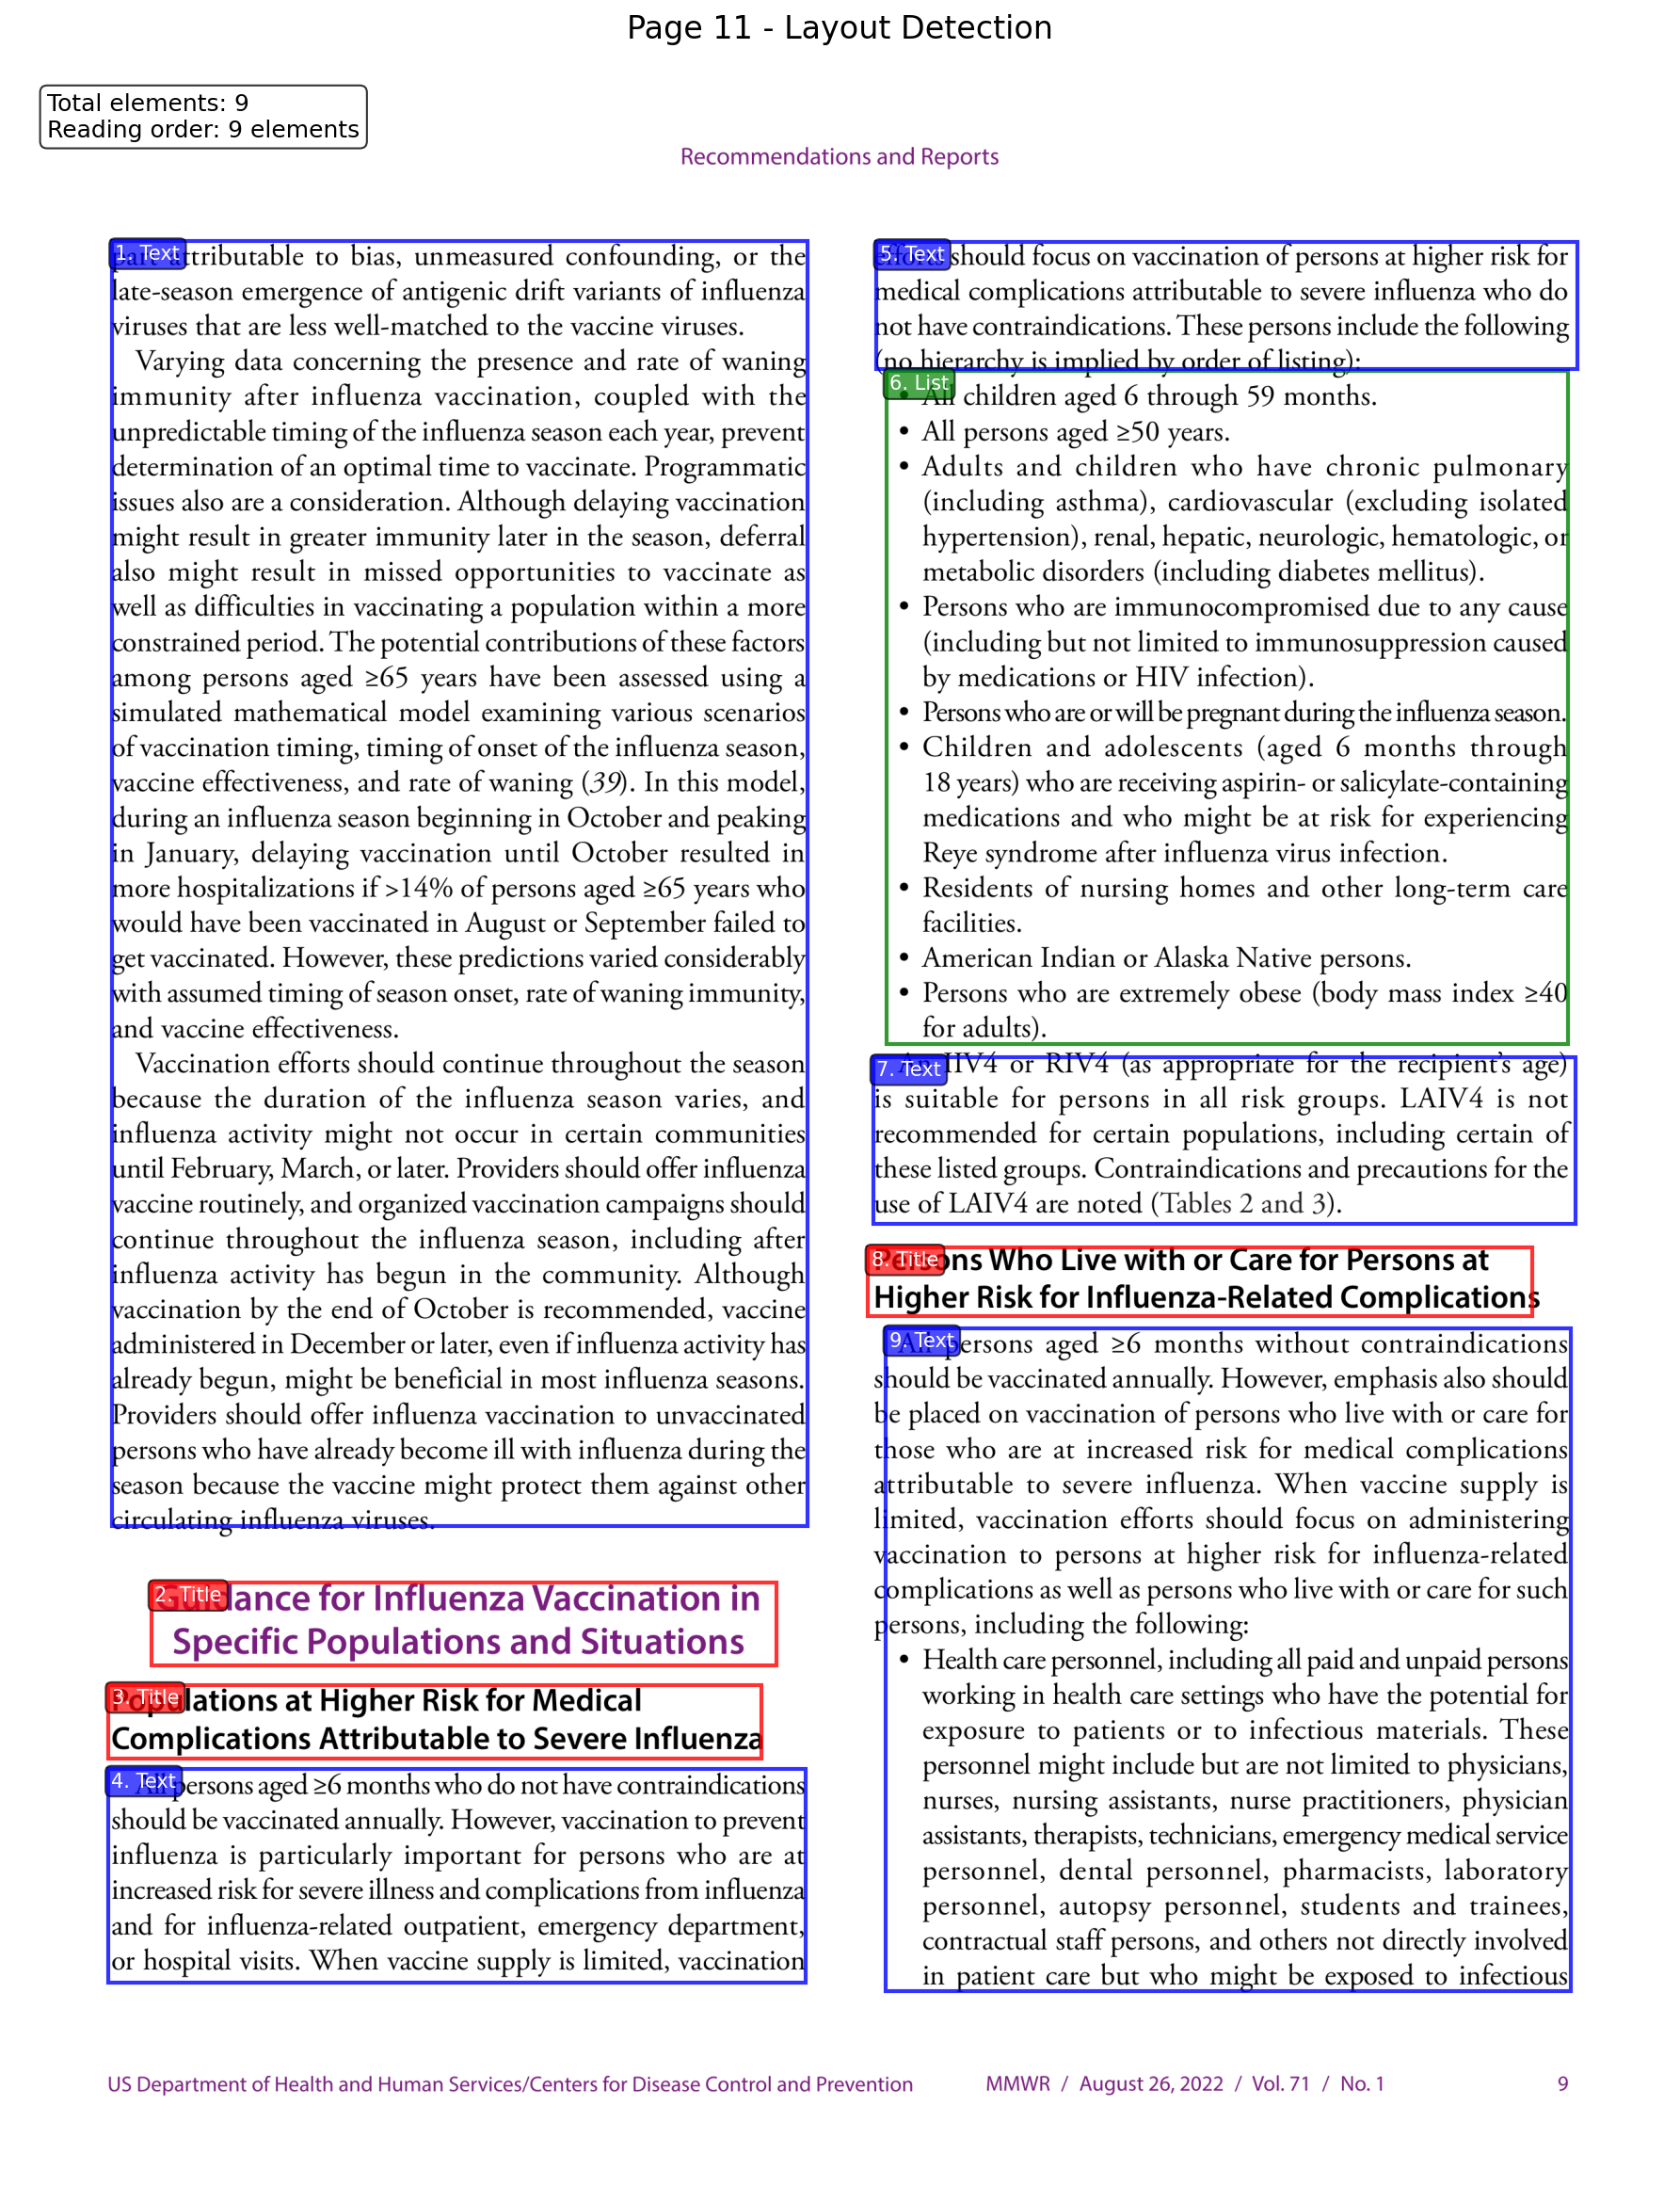 Page 11 - Layout Detection
Total elements: 9
Reading order: 9 elements
Recommendations and Reports
1. Text
part attributable to bias, unmeasured confounding, or the
late-season emergence of antigenic drift variants of influenza
viruses that are less well-matched to the vaccine viruses.
Varying data concerning the presence and rate of waning
immunity after influenza vaccination, coupled with the
unpredictable timing of the influenza season each year, prevent
determination of an optimal time to vaccinate. Programmatic
issues also are a consideration. Although delaying vaccination
might result in greater immunity later in the season, deferral
also might result in missed opportunities to vaccinate as
well as difficulties in vaccinating a population within a more
constrained period. The potential contributions of these factors
among persons aged ≥65 years have been assessed using a
simulated mathematical model examining various scenarios
of vaccination timing, timing of onset of the influenza season,
vaccine effectiveness, and rate of waning (39). In this model,
during an influenza season beginning in October and peaking
in January, delaying vaccination until October resulted in
more hospitalizations if >14% of persons aged ≥65 years who
would have been vaccinated in August or September failed to
get vaccinated. However, these predictions varied considerably
with assumed timing of season onset, rate of waning immunity,
and vaccine effectiveness.
Vaccination efforts should continue throughout the season
because the duration of the influenza season varies, and
influenza activity might not occur in certain communities
until February, March, or later. Providers should offer influenza
vaccine routinely, and organized vaccination campaigns should
continue throughout the influenza season, including after
influenza activity has begun in the community. Although
vaccination by the end of October is recommended, vaccine
administered in December or later, even if influenza activity has
already begun, might be beneficial in most influenza seasons.
Providers should offer influenza vaccination to unvaccinated
persons who have already become ill with influenza during the
season because the vaccine might protect them against other
circulating influenza viruses.
2. Title
Guidance for Influenza Vaccination in
Specific Populations and Situations
3. Title
Populations at Higher Risk for Medical
Complications Attributable to Severe Influenza
4. Text
All persons aged ≥6 months who do not have contraindications
should be vaccinated annually. However, vaccination to prevent
influenza is particularly important for persons who are at
increased risk for severe illness and complications from influenza
and for influenza-related outpatient, emergency department,
or hospital visits. When vaccine supply is limited, vaccination
5. Text
efforts should focus on vaccination of persons at higher risk for
medical complications attributable to severe influenza who do
not have contraindications. These persons include the following
(no hierarchy is implied by order of listing):
6. List
• All children aged 6 through 59 months.
• All persons aged ≥50 years.
• Adults and children who have chronic pulmonary
(including asthma), cardiovascular (excluding isolated
hypertension), renal, hepatic, neurologic, hematologic, or
metabolic disorders (including diabetes mellitus).
• Persons who are immunocompromised due to any cause
(including but not limited to immunosuppression caused
by medications or HIV infection).
• Persons who are or will be pregnant during the influenza season.
• Children and adolescents (aged 6 months through
18 years) who are receiving aspirin- or salicylate-containing
medications and who might be at risk for experiencing
Reye syndrome after influenza virus infection.
• Residents of nursing homes and other long-term care
facilities.
• American Indian or Alaska Native persons.
• Persons who are extremely obese (body mass index ≥40
for adults).
7. Text
An IIV4 or RIV4 (as appropriate for the recipient's age)
is suitable for persons in all risk groups. LAIV4 is not
recommended for certain populations, including certain of
these listed groups. Contraindications and precautions for the
use of LAIV4 are noted (Tables 2 and 3).
8. Title
Persons Who Live with or Care for Persons at
Higher Risk for Influenza-Related Complications
9. Text
All persons aged ≥6 months without contraindications
should be vaccinated annually. However, emphasis also should
be placed on vaccination of persons who live with or care for
those who are at increased risk for medical complications
attributable to severe influenza. When vaccine supply is
limited, vaccination efforts should focus on administering
vaccination to persons at higher risk for influenza-related
complications as well as persons who live with or care for such
persons, including the following:
• Health care personnel, including all paid and unpaid persons
working in health care settings who have the potential for
exposure to patients or to infectious materials. These
personnel might include but are not limited to physicians,
nurses, nursing assistants, nurse practitioners, physician
assistants, therapists, technicians, emergency medical service
personnel, dental personnel, pharmacists, laboratory
personnel, autopsy personnel, students and trainees,
contractual staff persons, and others not directly involved
in patient care but who might be exposed to infectious
US Department of Health and Human Services/Centers for Disease Control and Prevention MMWR / August 26, 2022 / Vol. 71 / No. 1 9